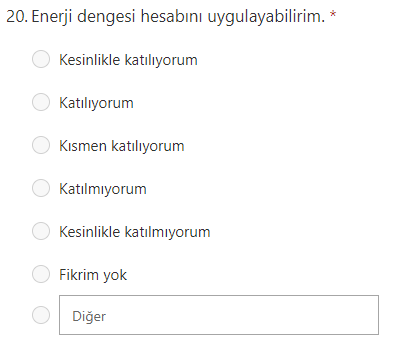 20. Enerji dengesi hesabını uygulayabilirim. *
Kesinlikle katılıyorum
Katılıyorum
Kısmen katılıyorum
Katılmıyorum
Kesinlikle katılmıyorum
Fikrim yok
Diğer